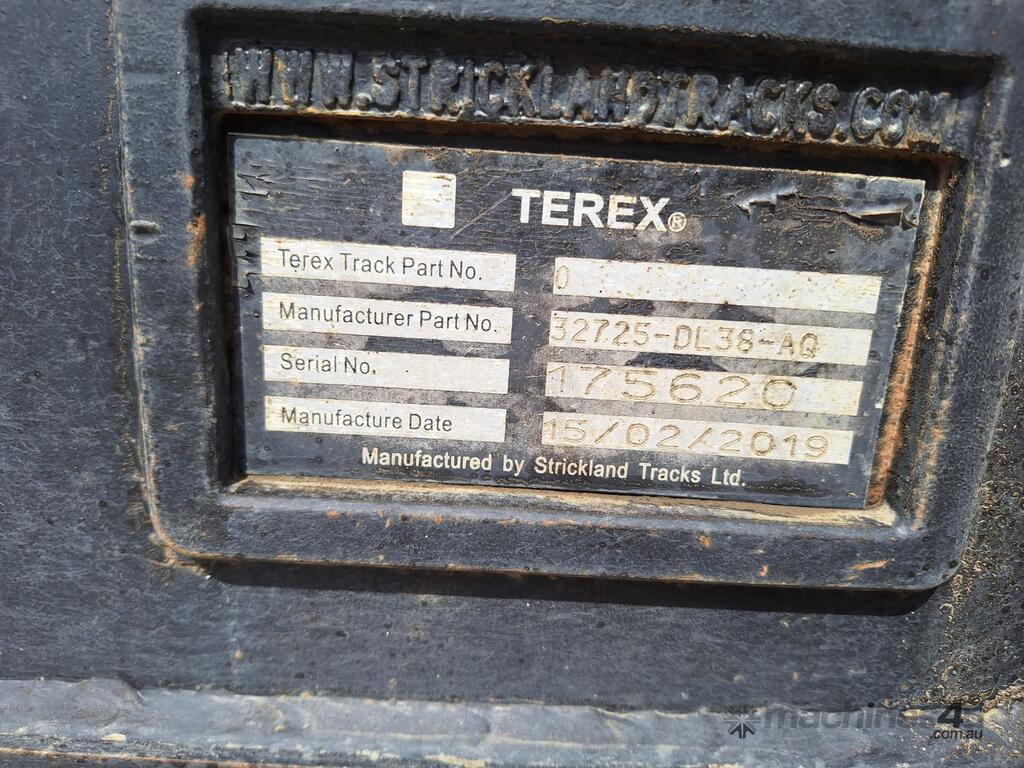 WWW.STRICKLANDTRACKS.COM
TEREX®
Terex Track Part No. 0
Manufacturer Part No. 32725-DL38-AQ
Serial No. 175620
Manufacture Date 15/02/2019
Manufactured by Strickland Tracks Ltd.
machines4u
.com.au